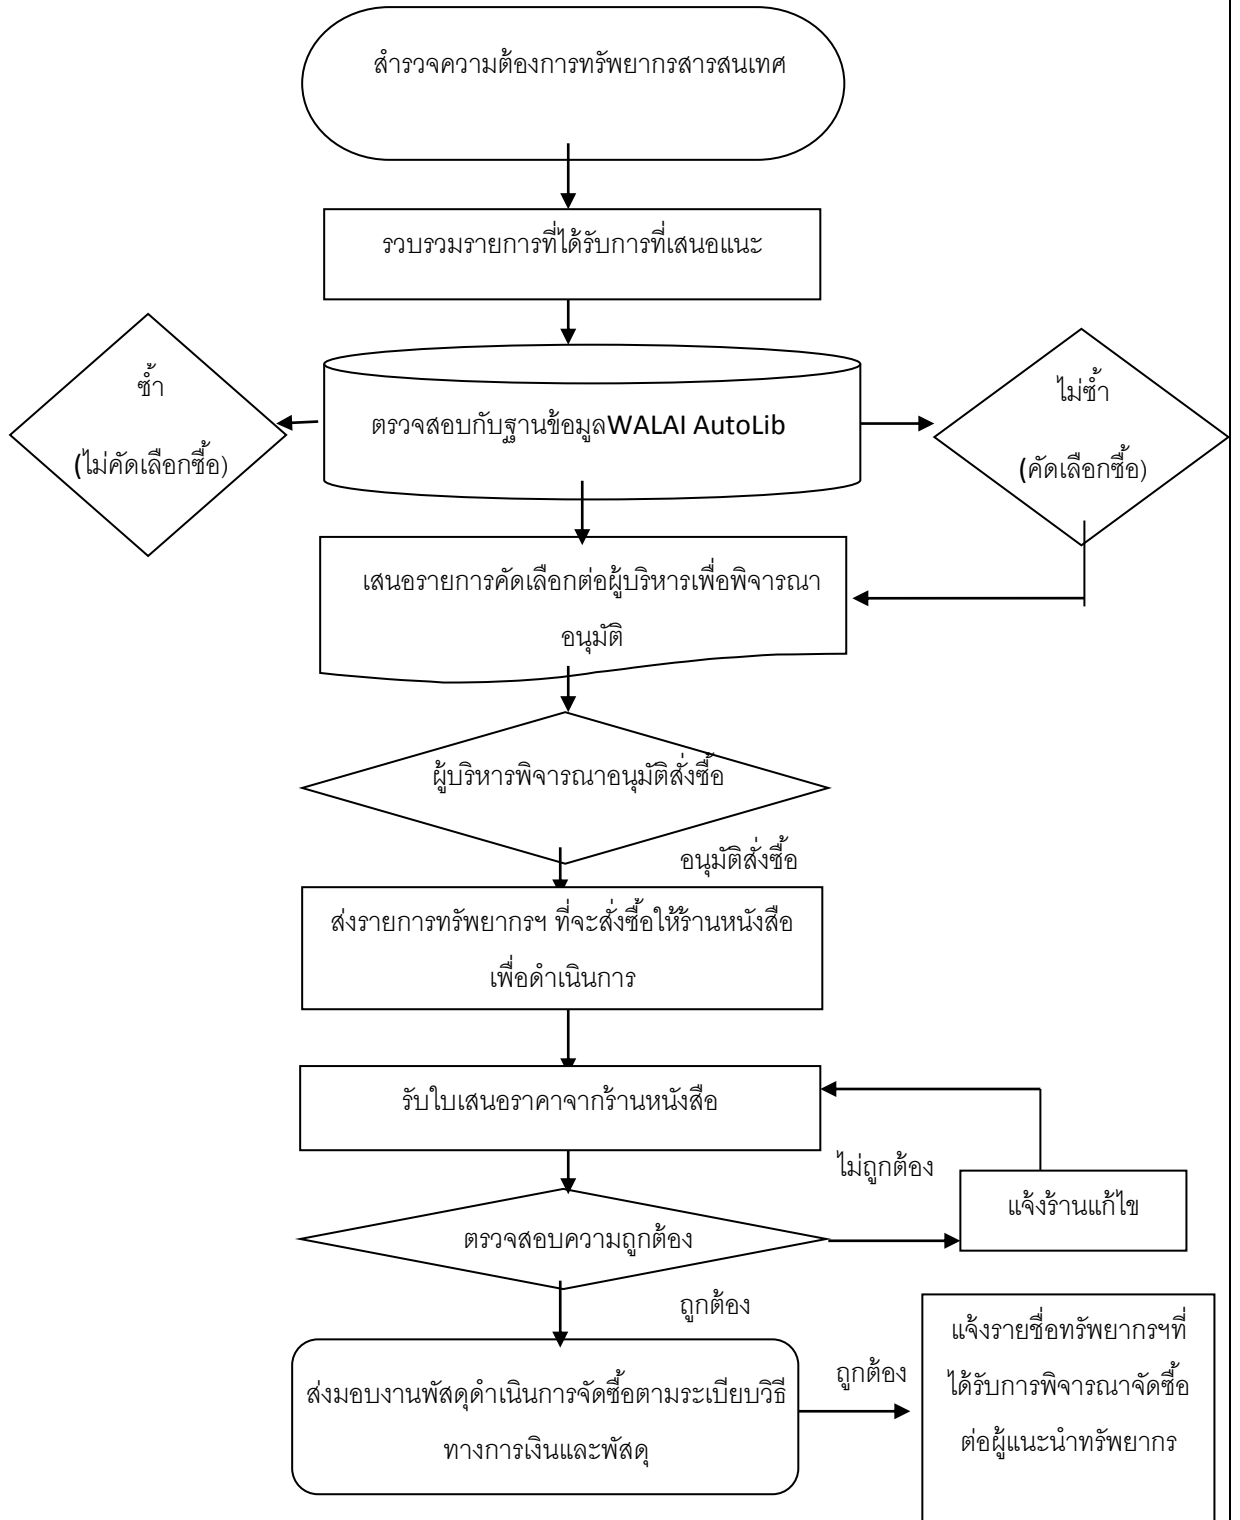 สำรวจความต้องการทรัพยากรสารสนเทศ
รวบรวมรายการที่ได้รับการที่เสนอแนะ
ซ้ำ
(ไม่คัดเลือกซื้อ)
ตรวจสอบกับฐานข้อมูลWALAI AutoLib
ไม่ซ้ำ
(คัดเลือกซื้อ)
เสนอรายการคัดเลือกต่อผู้บริหารเพื่อพิจารณา
อนุมัติ
ผู้บริหารพิจารณาอนุมัติสั่งซื้อ
อนุมัติสั่งซื้อ
ส่งรายการทรัพยากรฯ ที่จะสั่งซื้อให้ร้านหนังสือ
เพื่อดำเนินการ
รับใบเสนอราคาจากร้านหนังสือ
ไม่ถูกต้อง
แจ้งร้านแก้ไข
ตรวจสอบความถูกต้อง
ถูกต้อง
ส่งมอบงานพัสดุดำเนินการจัดซื้อตามระเบียบวิธี
ทางการเงินและพัสดุ
ถูกต้อง
แจ้งรายชื่อทรัพยากรฯที่
ได้รับการพิจารณาจัดซื้อ
ต่อผู้แนะนำทรัพยากร